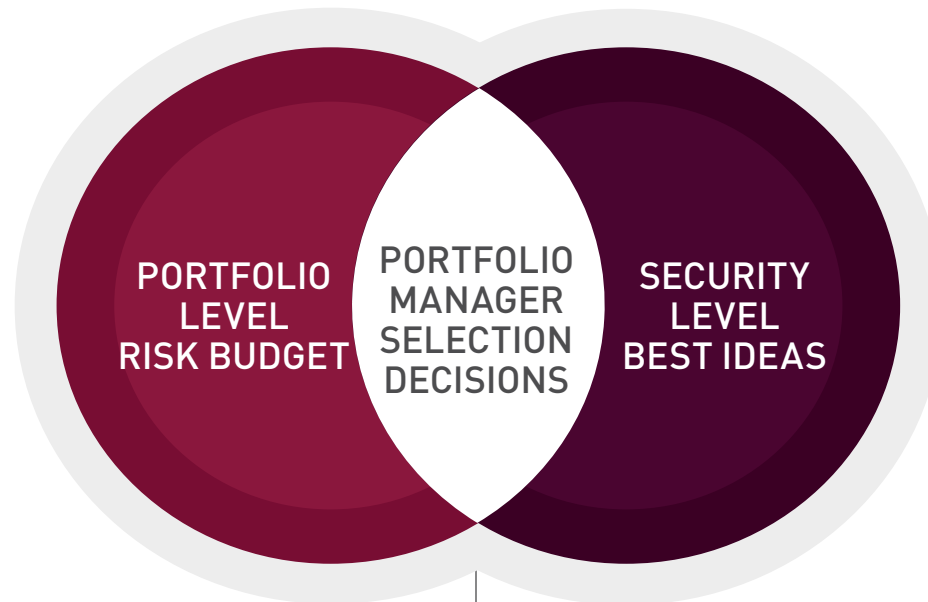 PORTFOLIO
LEVEL
RISK BUDGET
PORTFOLIO
MANAGER
SELECTION
DECISIONS
SECURITY
LEVEL
BEST IDEAS